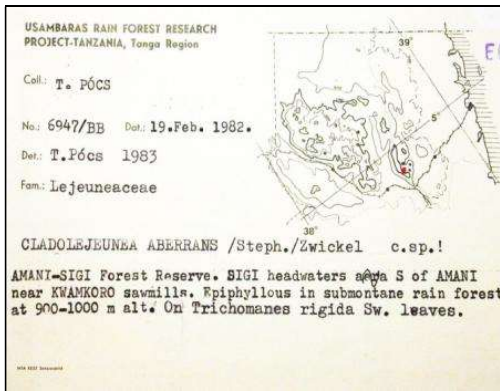 USAMBARAS RAIN FOREST RESEARCH
PROJECT-TANZANIA, Tanga Region
Coll.: T. PÓCS
No.: 6947/BB Dat.: 19.Feb. 1982.
Det.: T.Pócs 1983
Fam.: Lejeuneaceae
39°
5°
38°
CLADOLEJEUNEA ABERRANS /Steph./Zwickel c.sp.!
AMANI-SIGI Forest Reserve. SIGI headwaters area S of AMANI
near KWAMKORO sawmills. Epiphyllous in submontane rain forest
at 900-1000 m alt. On Trichomanes rigida Sw. leaves.